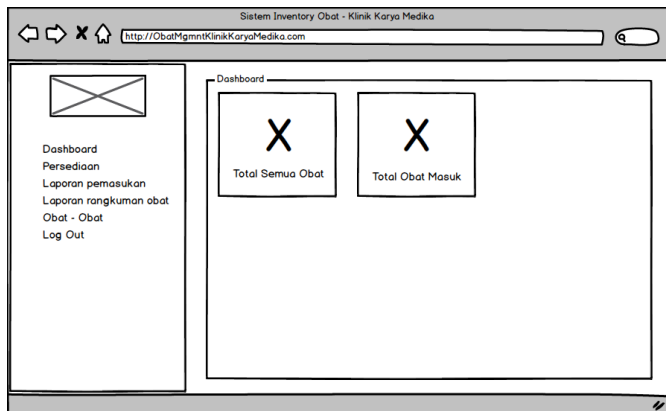 Sistem Inventory Obat - Klinik Karya Medika
http://ObatMgmntKlinikKaryaMedika.com
Dashboard
Persediaan
Laporan pemasukan
Laporan rangkuman obat
Obat - Obat
Log Out
Dashboard
X
Total Semua Obat
X
Total Obat Masuk